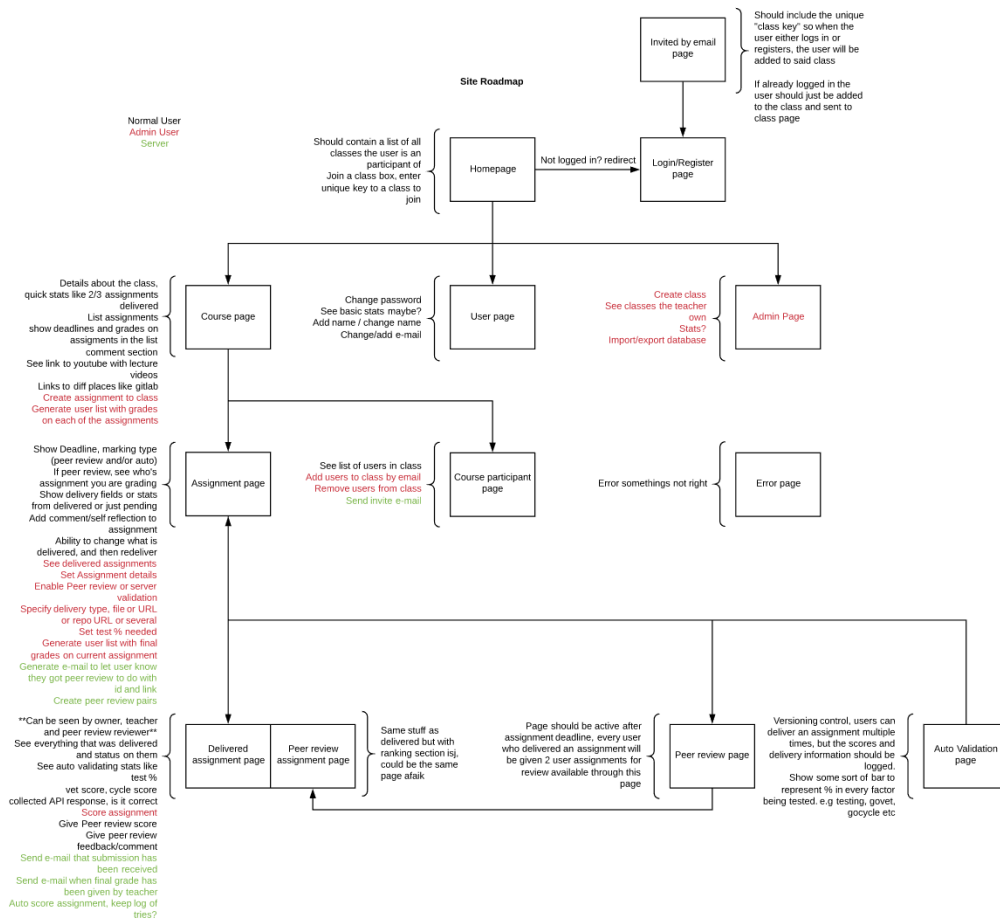 Should include the unique
"class key" so when the
user either logs in or
registers, the user will be
added to said class
If already logged in the
user should just be added
to the class and sent to
class page
Invited by email
page
Site Roadmap
Normal User
Admin User
Server
Should contain a list of all
classes the user is an
participant of
Join a class box, enter
unique key to a class to
join
Homepage
Not logged in? redirect
Login/Register
page
Details about the class,
quick stats like 2/3 assignments
delivered
List assignments
show deadlines and grades on
assigments in the list
comment section
See link to youtube with lecture
videos
Links to diff places like gitlab
Create assignment to class
Generate user list with grades
on each of the assignments
Course page
Change password
See basic stats maybe?
Add name / change name
Change/add e-mail
User page
Create class
See classes the teacher
own
Stats?
Import/export database
Admin Page
Show Deadline, marking type
(peer review and/or auto)
If peer review, see who's
assignment you are grading
Show delivery fields or stats
from delivered or just pending
Add comment/self reflection to
assignment
Ability to change what is
delivered, and then redeliver
See delivered assignments
Set Assignment details
Enable Peer review or server
validation
Specify delivery type, file or URL
or repo URL or several
Set test % needed
Generate user list with final
grades on current assignment
Generate e-mail to let user know
they got peer review to do with
id and link
Create peer review pairs
Assignment page
See list of users in class
Add users to class by email
Remove users from class
Send invite e-mail
Course participant
page
Error somethings not right
Error page
**Can be seen by owner, teacher
and peer review reviewer**
See everything that was delivered
and status on them
See auto validating stats like
test %
vet score, cycle score
collected API response, is it correct
Score assignment
Give Peer review score
Give peer review
feedback/comment
Send e-mail that submission has
been received
Send e-mail when final grade has
been given by teacher
Auto score assignment, keep log of
tries?
Delivered
assignment page
Peer review
assignment page
Same stuff as
delivered but with
ranking section isj,
could be the same
page afaik
Page should be active after
assignment deadline, every user
who delivered an assignment will
be given 2 user assignments for
review available through this
page
Peer review page
Versioning control, users can
deliver an assignment multiple
times, but the scores and
delivery information should be
logged.
Show some sort of bar to
represent % in every factor
being tested. e.g testing, govet,
gocycle etc
Auto Validation
page